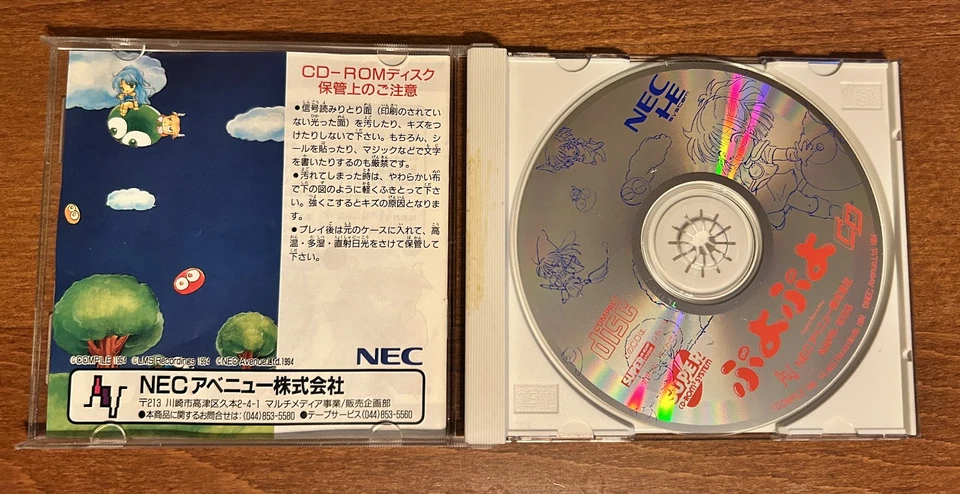 CD-ROMディスク
保管上のご注意
●信号読みとり面(印刷のされてい
ない光った面)を汚したり、キズをつ
けたりしないで下さい。もちろん、シ
ールを貼ったり、マジックなどで文字
を書いたりするのも厳禁です。
●汚れてしまった時は、やわらかい布
で下の図のように軽くふきとって下さ
い。強くこするとキズの原因となりま
す。
●プレイ後は元のケースに入れて、高
温・多湿・直射日光をさけて保管して
下さい。
©COMPILE 1994 ©LMS Recordings 1994 ©NEC Avenue,Ltd.1994
NEC
NECアベニュー株式会社
〒213 川崎市高津区久本2-4-1 マルチメディア事業/販売企画部
●本商品に関するお問合せは:(044)853-5580 ●テープサービス(044)853-5560
NEC
HE
ぷよぷよ
CD
COMPACT
disc
SUPER
CD-ROM SYSTEM